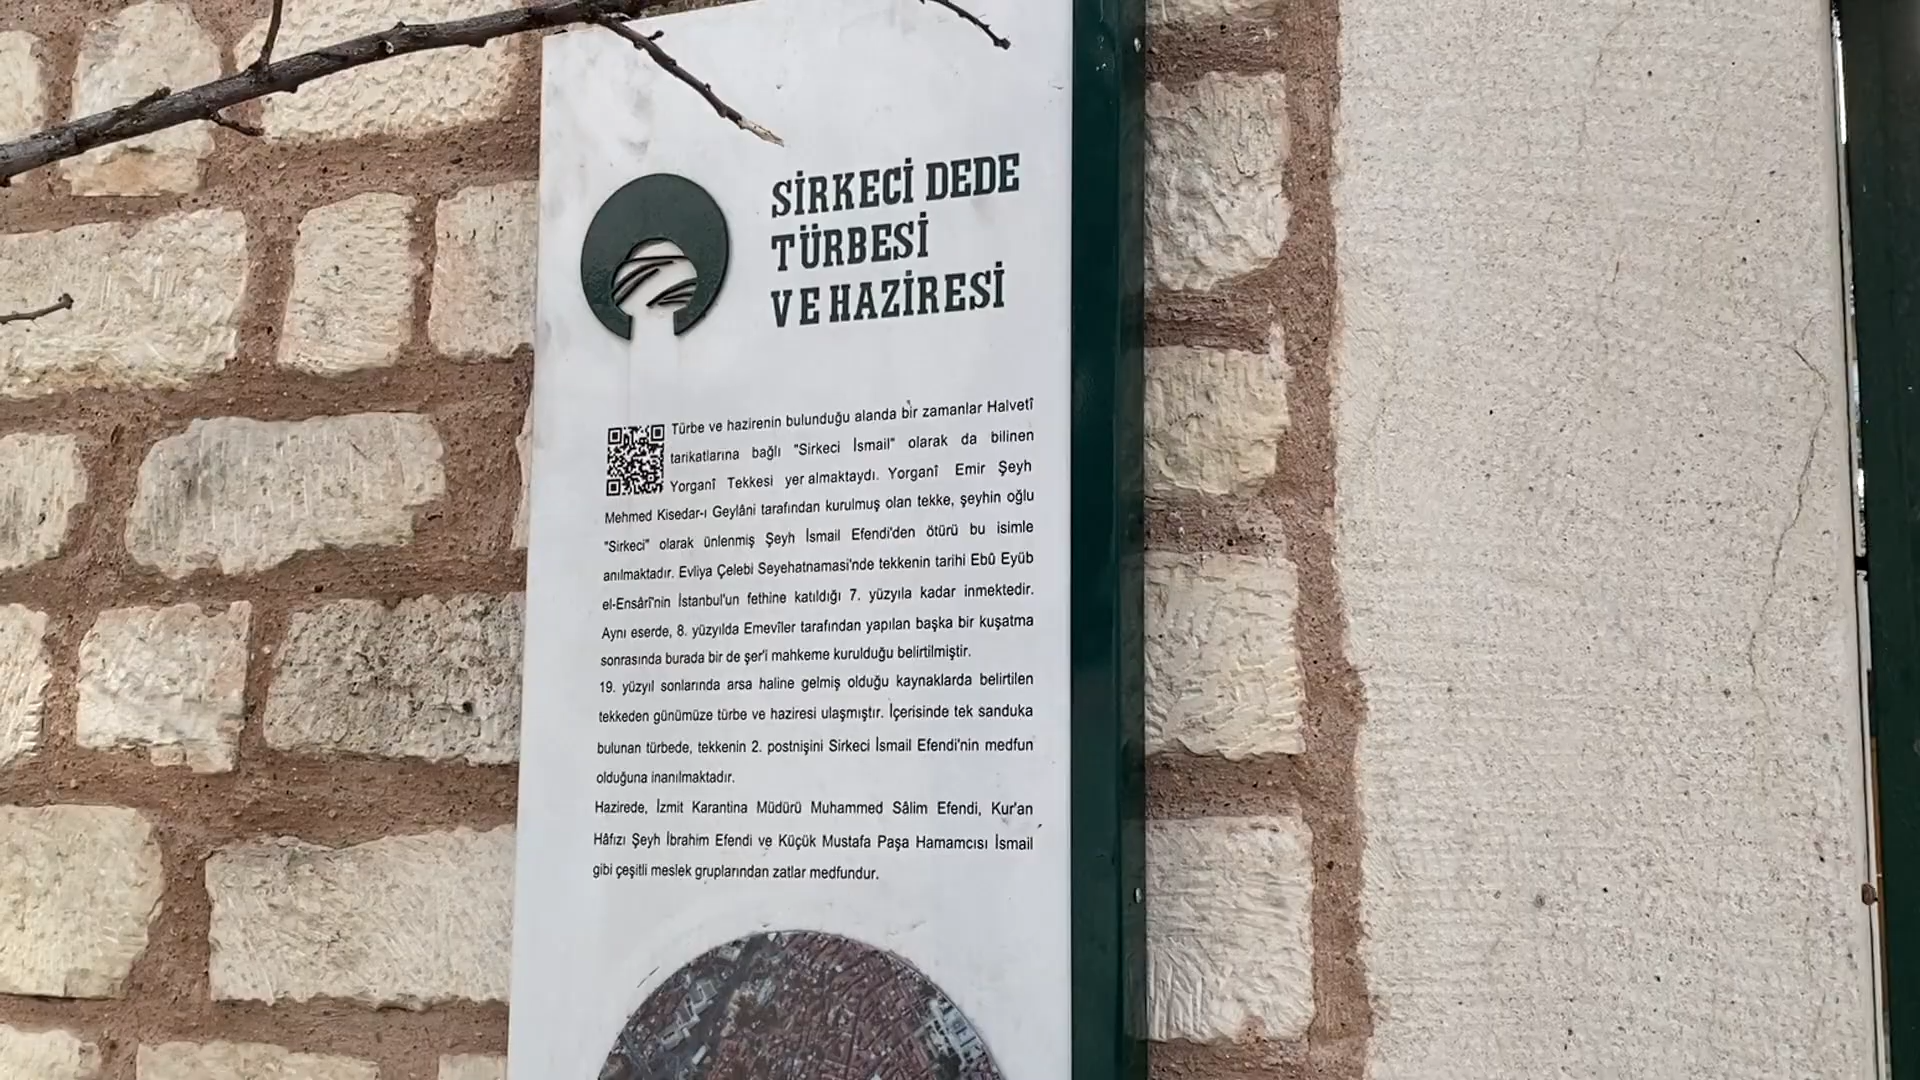 SİRKECİ DEDE
TÜRBESİ
VE HAZİRESİ
Türbe ve hazirenin bulunduğu alanda bir zamanlar Halvetî
tarikatlarına bağlı "Sirkeci İsmail" olarak da bilinen
Yorganî Tekkesi yer almaktaydı. Yorganî Emir Şeyh
Mehmed Kisedar-ı Geylâni tarafından kurulmuş olan tekke, şeyhin oğlu
"Sirkeci" olarak ünlenmiş Şeyh İsmail Efendi'den ötürü bu isimle
anılmaktadır. Evliya Çelebi Seyehatnamasi'nde tekkenin tarihi Ebû Eyüb
el-Ensârî'nin İstanbul'un fethine katıldığı 7. yüzyıla kadar inmektedir.
Aynı eserde, 8. yüzyılda Emevîler tarafından yapılan başka bir kuşatma
sonrasında burada bir de şer'î mahkeme kurulduğu belirtilmiştir.
19. yüzyıl sonlarında arsa haline gelmiş olduğu kaynaklarda belirtilen
tekkeden günümüze türbe ve haziresi ulaşmıştır. İçerisinde tek sanduka
bulunan türbede, tekkenin 2. postnişini Sirkeci İsmail Efendi'nin medfun
olduğuna inanılmaktadır.
Hazirede, İzmit Karantina Müdürü Muhammed Sâlim Efendi, Kur'an
Hâfızı Şeyh İbrahim Efendi ve Küçük Mustafa Paşa Hamamcısı İsmail
gibi çeşitli meslek gruplarından zatlar medfundur.